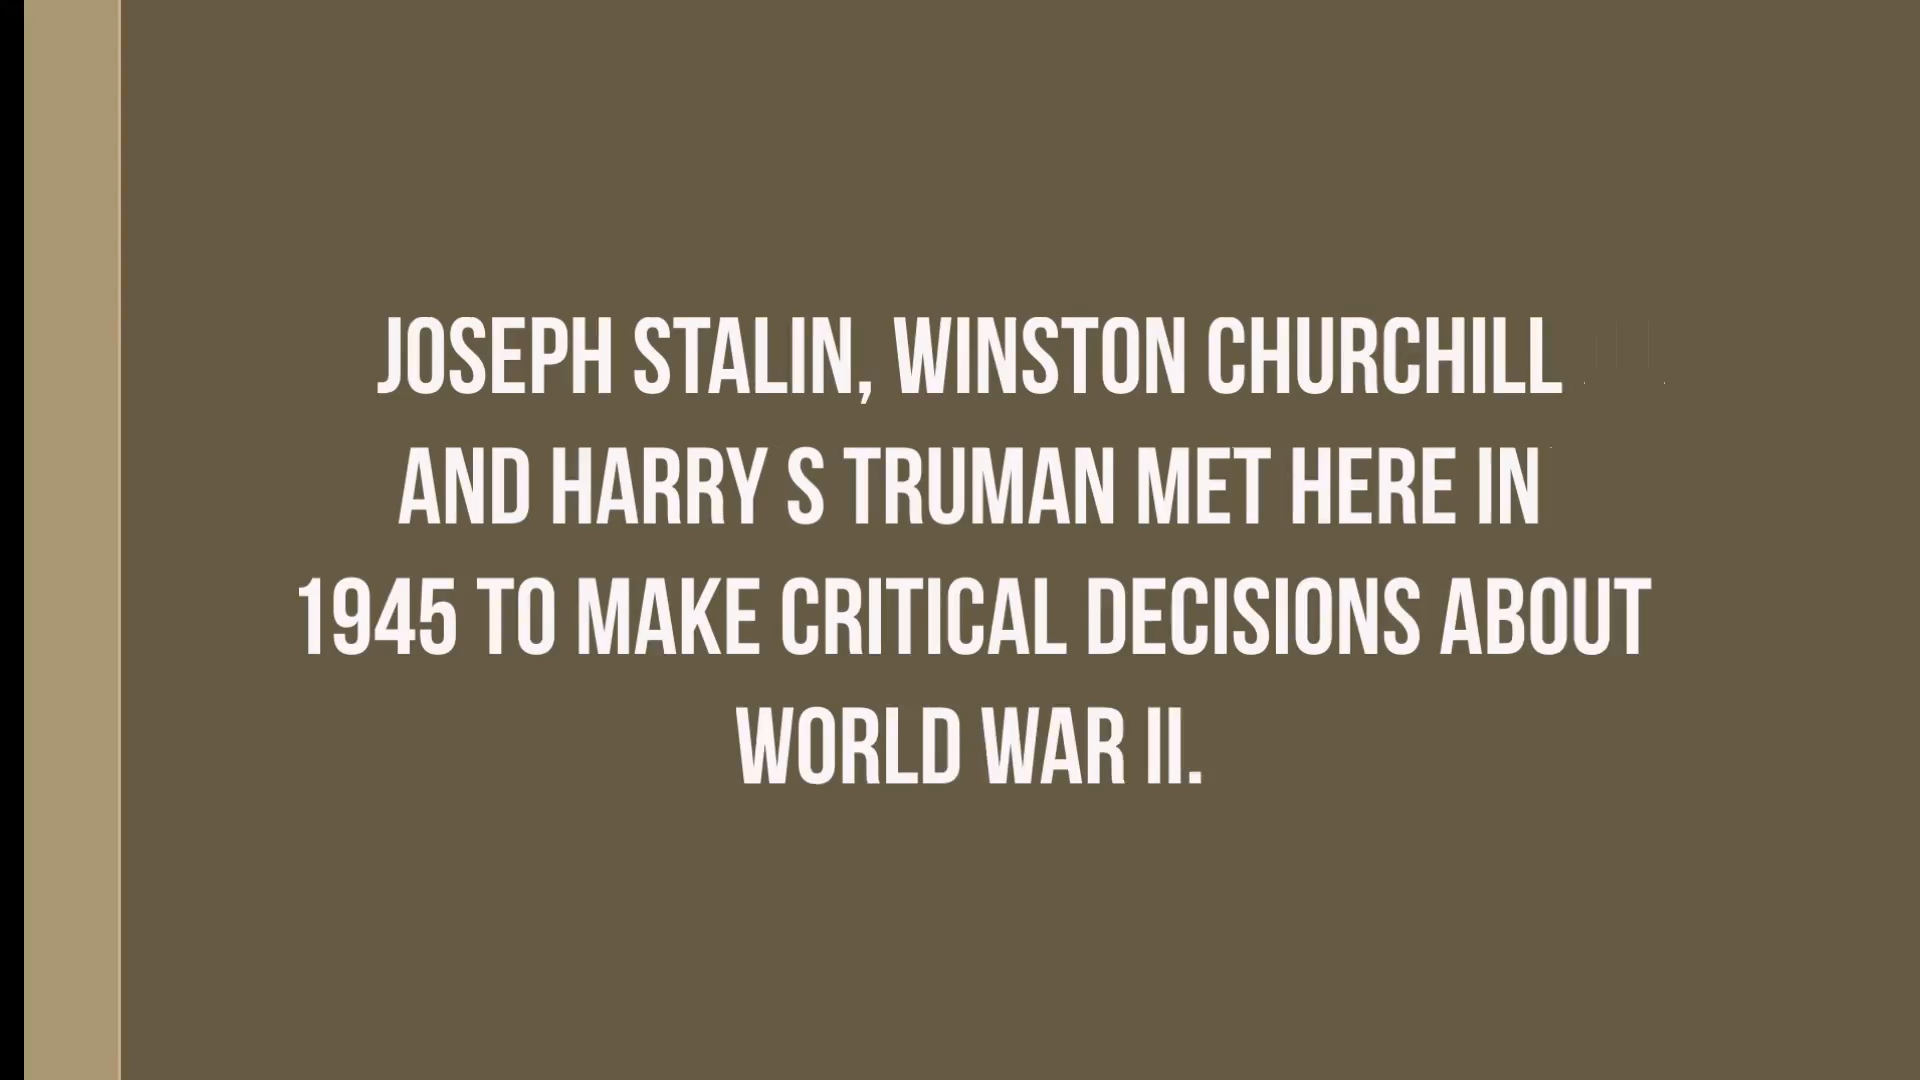 JOSEPH STALIN, WINSTON CHURCHILL
AND HARRY S TRUMAN MET HERE IN
1945 TO MAKE CRITICAL DECISIONS ABOUT
WORLD WAR II.